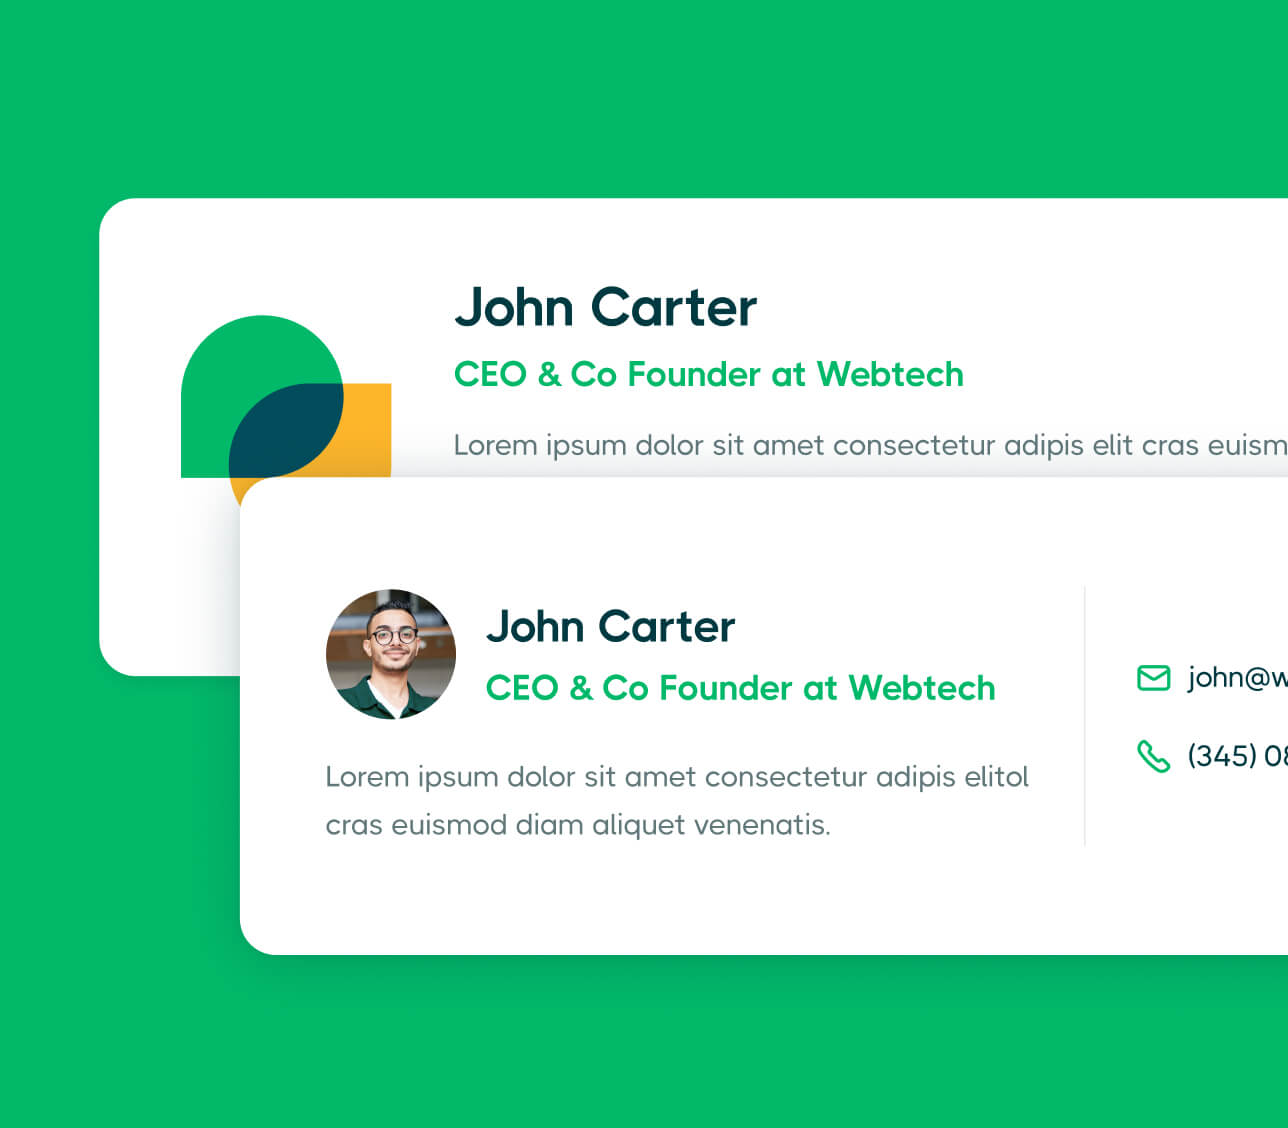 John Carter
CEO & Co Founder at Webtech
Lorem ipsum dolor sit amet consectetur adipis elit cras euism
John Carter
CEO & Co Founder at Webtech
Lorem ipsum dolor sit amet consectetur adipis elitol
cras euismod diam aliquet venenatis.
john@w
(345) 08